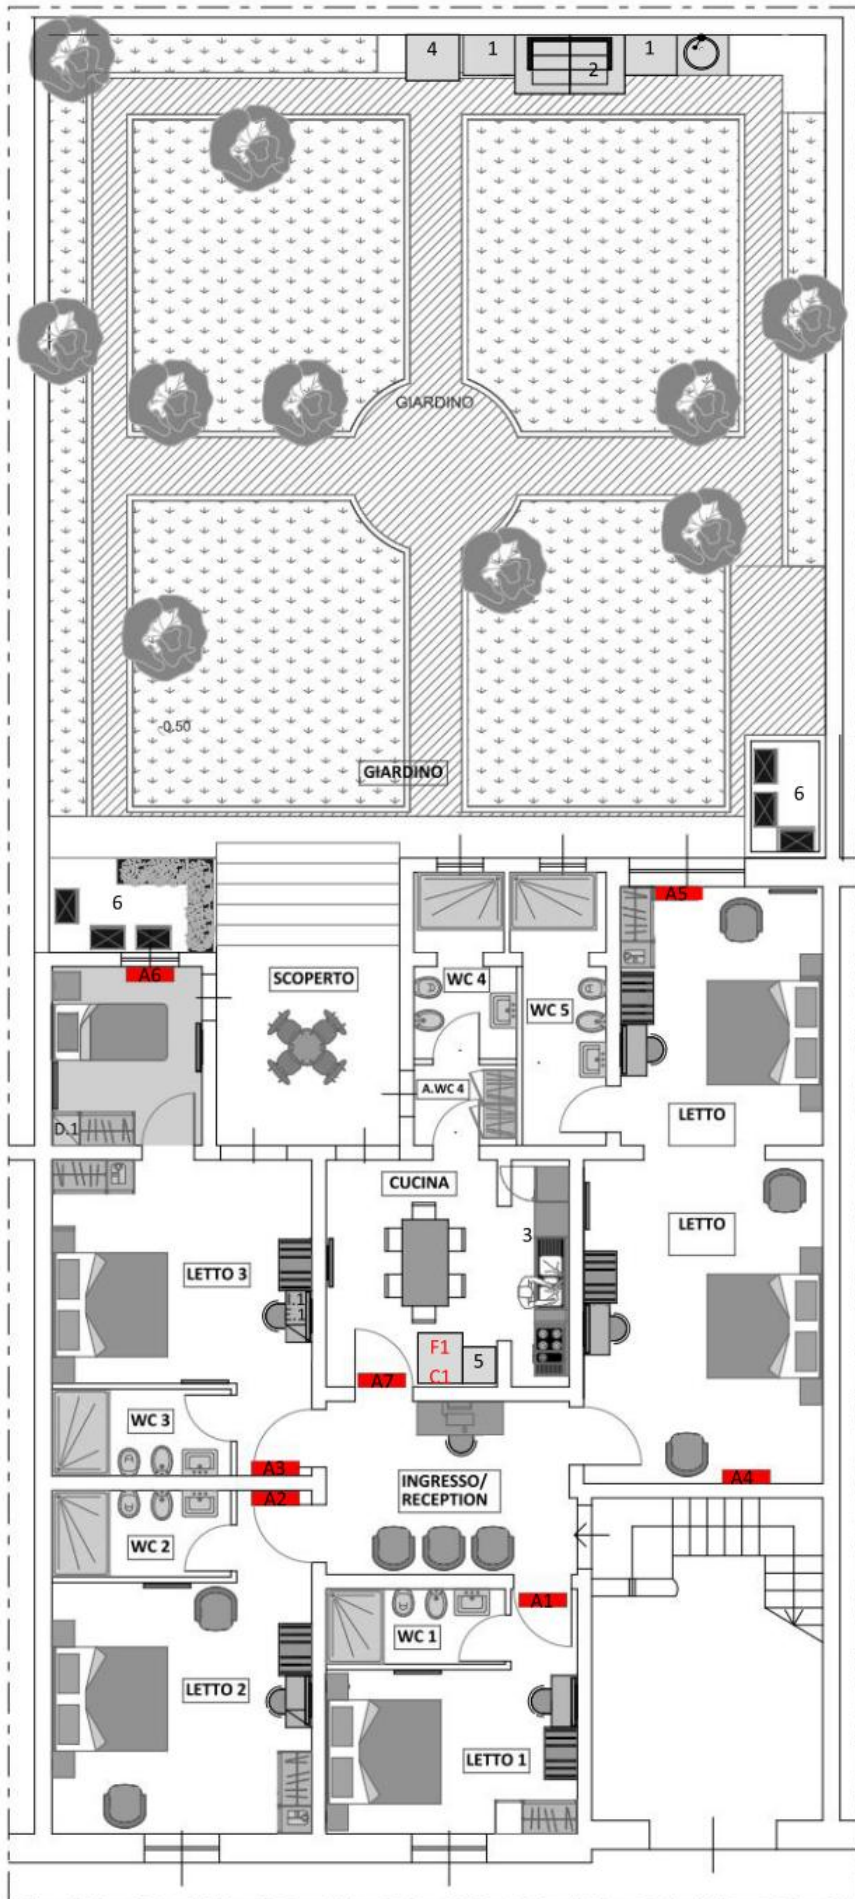 4
1
1
2
GIARDINO
-0.50
GIARDINO
6
6
A5
A6
SCOPERTO
WC 4
WC 5
A.WC 4
D.1
LETTO
CUCINA
LETTO
3
LETTO 3
.1
.1
F1
5
C1
A7
WC 3
A3
A4
INGRESSO/
RECEPTION
A2
WC 2
A1
WC 1
LETTO 2
LETTO 1